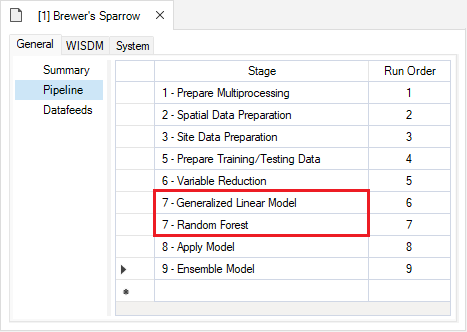 [1] Brewer's Sparrow
General WISDM System
Summary
Pipeline
Datafeeds
Stage Run Order
1 - Prepare Multiprocessing 1
2 - Spatial Data Preparation 2
3 - Site Data Preparation 3
5 - Prepare Training/Testing Data 4
6 - Variable Reduction 5
7 - Generalized Linear Model 6
7 - Random Forest 7
8 - Apply Model 8
9 - Ensemble Model 9